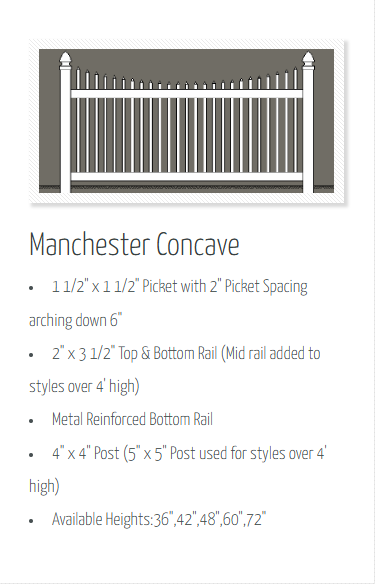 Manchester Concave
• 1 1/2" x 1 1/2" Picket with 2" Picket Spacing
arching down 6"
• 2" x 3 1/2" Top & Bottom Rail (Mid rail added to
styles over 4' high)
• Metal Reinforced Bottom Rail
• 4" x 4" Post (5" x 5" Post used for styles over 4'
high)
• Available Heights:36",42",48",60",72"